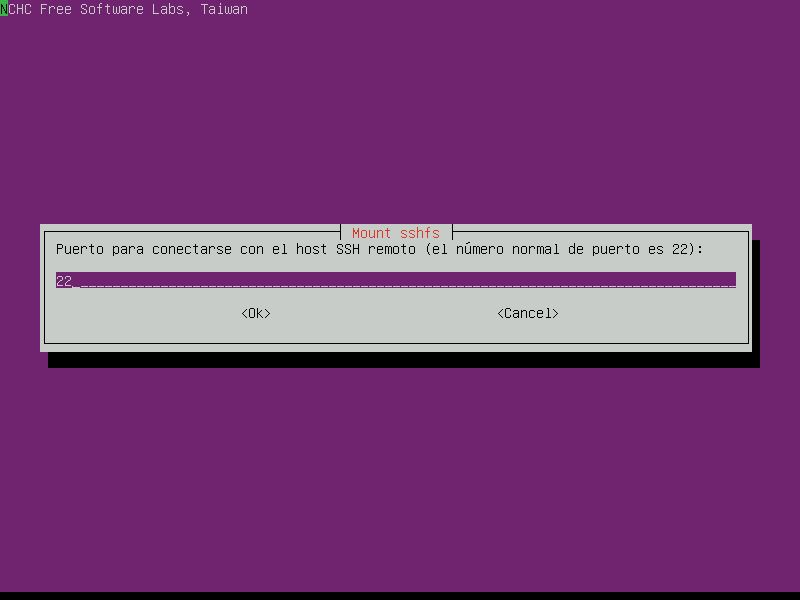 NCHC Free Software Labs, Taiwan
Mount sshfs
Puerto para conectarse con el host SSH remoto (el número normal de puerto es 22):
22
<Ok> <Cancel>